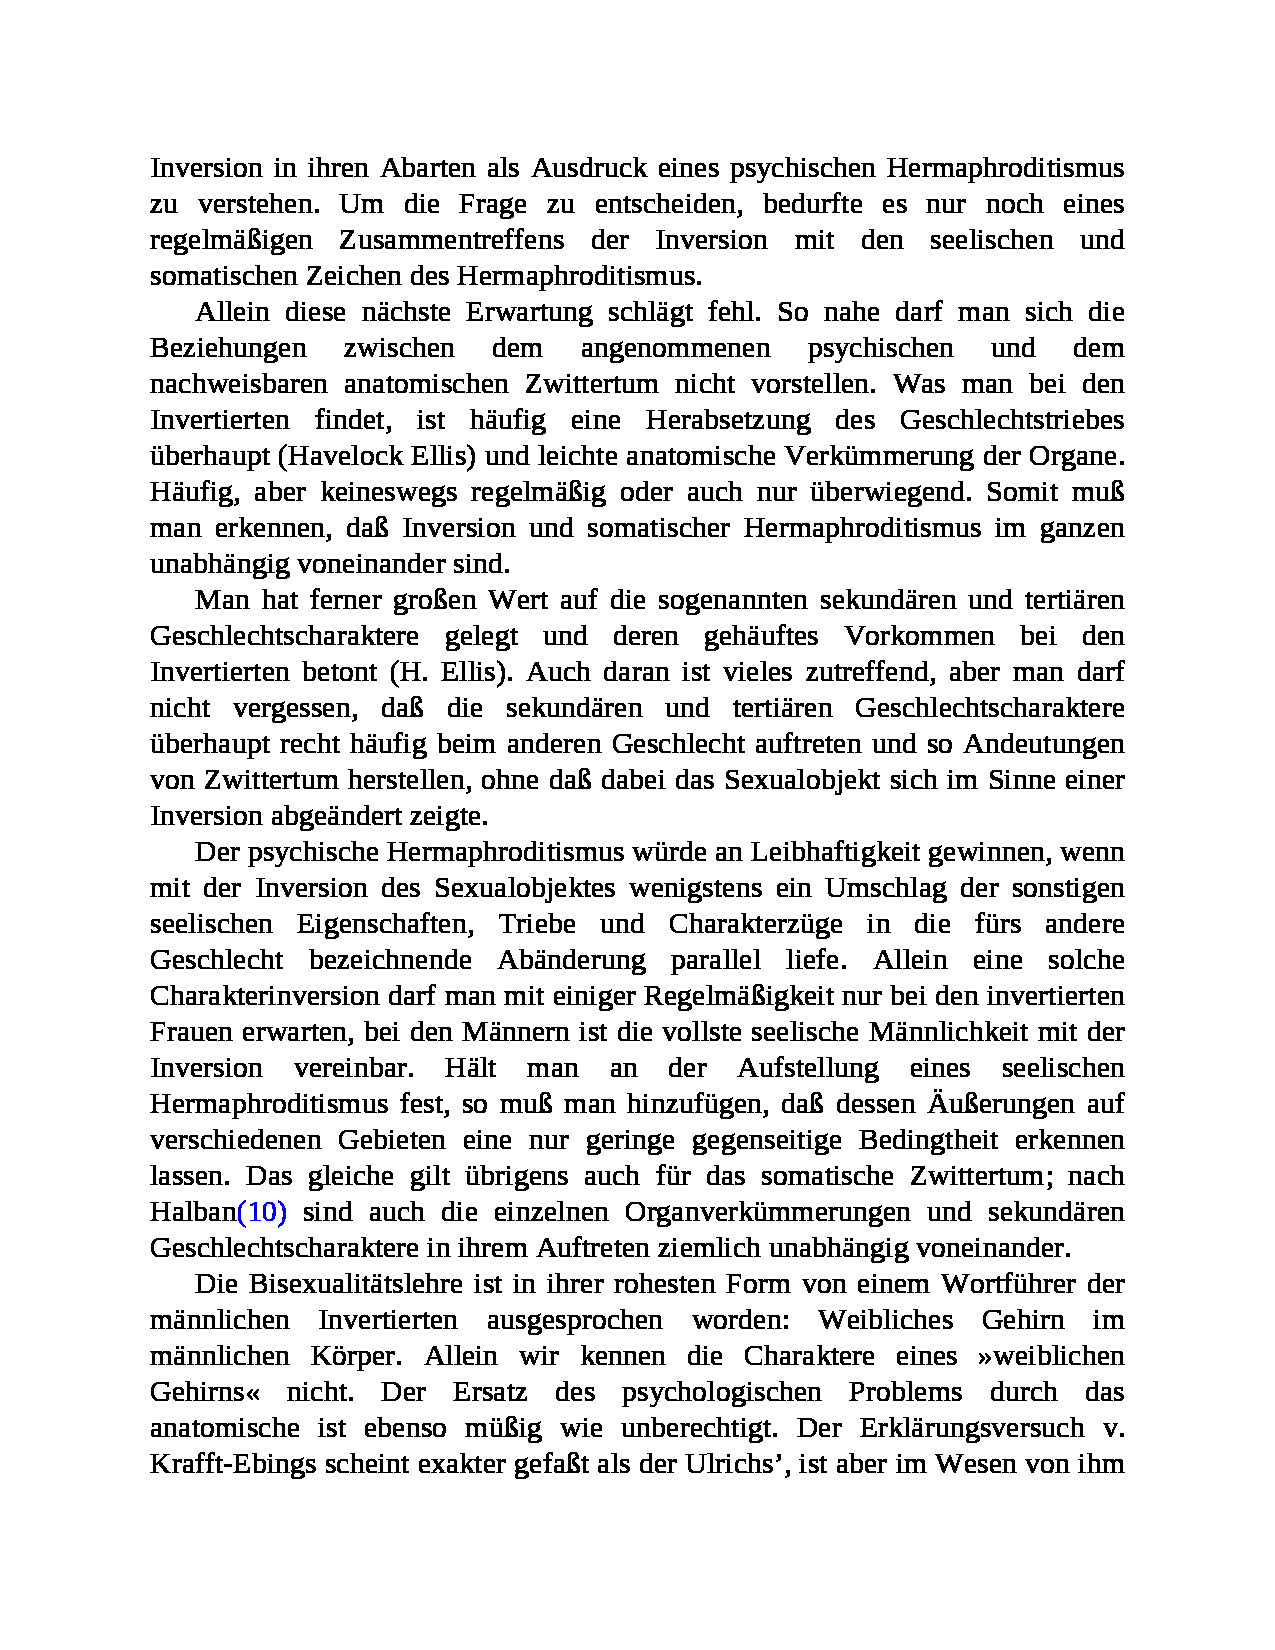 Inversion in ihren Abarten als Ausdruck eines psychischen Hermaphroditismus
zu verstehen. Um die Frage zu entscheiden, bedurfte es nur noch eines
regelmäßigen Zusammentreffens der Inversion mit den seelischen und
somatischen Zeichen des Hermaphroditismus.
Allein diese nächste Erwartung schlägt fehl. So nahe darf man sich die
Beziehungen zwischen dem angenommenen psychischen und dem
nachweisbaren anatomischen Zwittertum nicht vorstellen. Was man bei den
Invertierten findet, ist häufig eine Herabsetzung des Geschlechtstriebes
überhaupt (Havelock Ellis) und leichte anatomische Verkümmerung der Organe.
Häufig, aber keineswegs regelmäßig oder auch nur überwiegend. Somit muß
man erkennen, daß Inversion und somatischer Hermaphroditismus im ganzen
unabhängig voneinander sind.
Man hat ferner großen Wert auf die sogenannten sekundären und tertiären
Geschlechtscharaktere gelegt und deren gehäuftes Vorkommen bei den
Invertierten betont (H. Ellis). Auch daran ist vieles zutreffend, aber man darf
nicht vergessen, daß die sekundären und tertiären Geschlechtscharaktere
überhaupt recht häufig beim anderen Geschlecht auftreten und so Andeutungen
von Zwittertum herstellen, ohne daß dabei das Sexualobjekt sich im Sinne einer
Inversion abgeändert zeigte.
Der psychische Hermaphroditismus würde an Leibhaftigkeit gewinnen, wenn
mit der Inversion des Sexualobjektes wenigstens ein Umschlag der sonstigen
seelischen Eigenschaften, Triebe und Charakterzüge in die fürs andere
Geschlecht bezeichnende Abänderung parallel liefe. Allein eine solche
Charakterinversion darf man mit einiger Regelmäßigkeit nur bei den invertierten
Frauen erwarten, bei den Männern ist die vollste seelische Männlichkeit mit der
Inversion vereinbar. Hält man an der Aufstellung eines seelischen
Hermaphroditismus fest, so muß man hinzufügen, daß dessen Äußerungen auf
verschiedenen Gebieten eine nur geringe gegenseitige Bedingtheit erkennen
lassen. Das gleiche gilt übrigens auch für das somatische Zwittertum; nach
Halban(10) sind auch die einzelnen Organverkümmerungen und sekundären
Geschlechtscharaktere in ihrem Auftreten ziemlich unabhängig voneinander.
Die Bisexualitätslehre ist in ihrer rohesten Form von einem Wortführer der
männlichen Invertierten ausgesprochen worden: Weibliches Gehirn im
männlichen Körper. Allein wir kennen die Charaktere eines »weiblichen
Gehirns« nicht. Der Ersatz des psychologischen Problems durch das
anatomische ist ebenso müßig wie unberechtigt. Der Erklärungsversuch v.
Krafft-Ebings scheint exakter gefaßt als der Ulrichs’, ist aber im Wesen von ihm